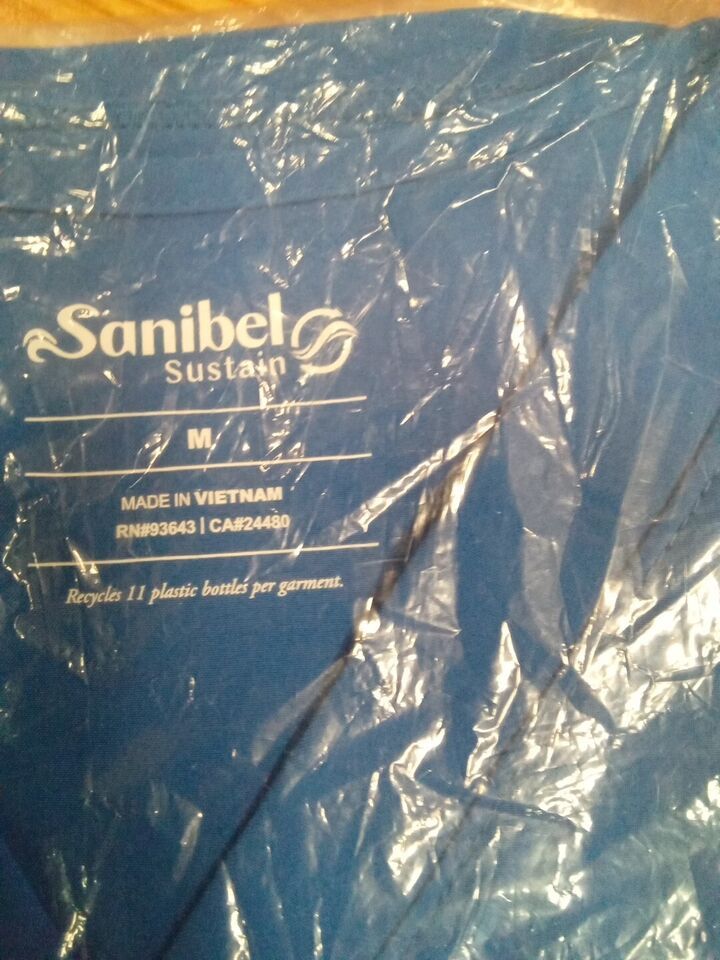 Sanibel
Sustain
M
MADE IN VIETNAM
RN#93643 | CA#24480
Recycles 11 plastic bottles per garment.